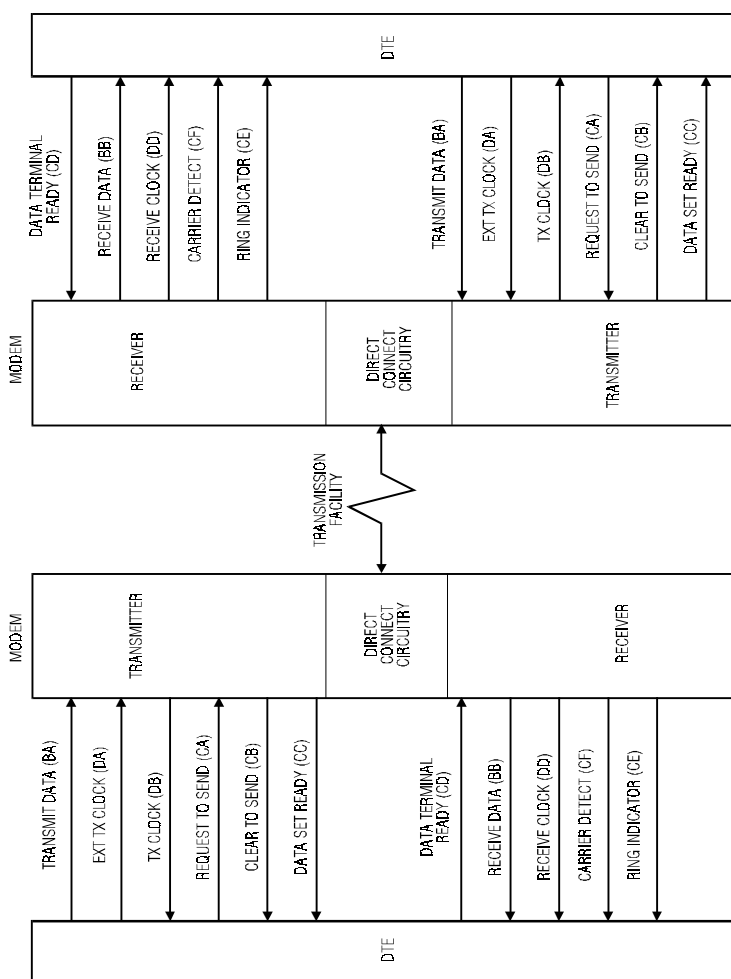 DTE
TRANSMIT DATA (BA)
EXT TX CLOCK (DA)
TX CLOCK (DB)
REQUEST TO SEND (CA)
CLEAR TO SEND (CB)
DATA SET READY (CC)
DATA TERMINAL
READY (CD)
RECEIVE DATA (BB)
RECEIVE CLOCK (DD)
CARRIER DETECT (CF)
RING INDICATOR (CE)
MODEM
TRANSMITTER
DIRECT
CONNECT
CIRCUITRY
RECEIVER
TRANSMISSION
FACILITY
MODEM
RECEIVER
DIRECT
CONNECT
CIRCUITRY
TRANSMITTER
DATA TERMINAL
READY (CD)
RECEIVE DATA (BB)
RECEIVE CLOCK (DD)
CARRIER DETECT (CF)
RING INDICATOR (CE)
TRANSMIT DATA (BA)
EXT TX CLOCK (DA)
TX CLOCK (DB)
REQUEST TO SEND (CA)
CLEAR TO SEND (CB)
DATA SET READY (CC)
DTE